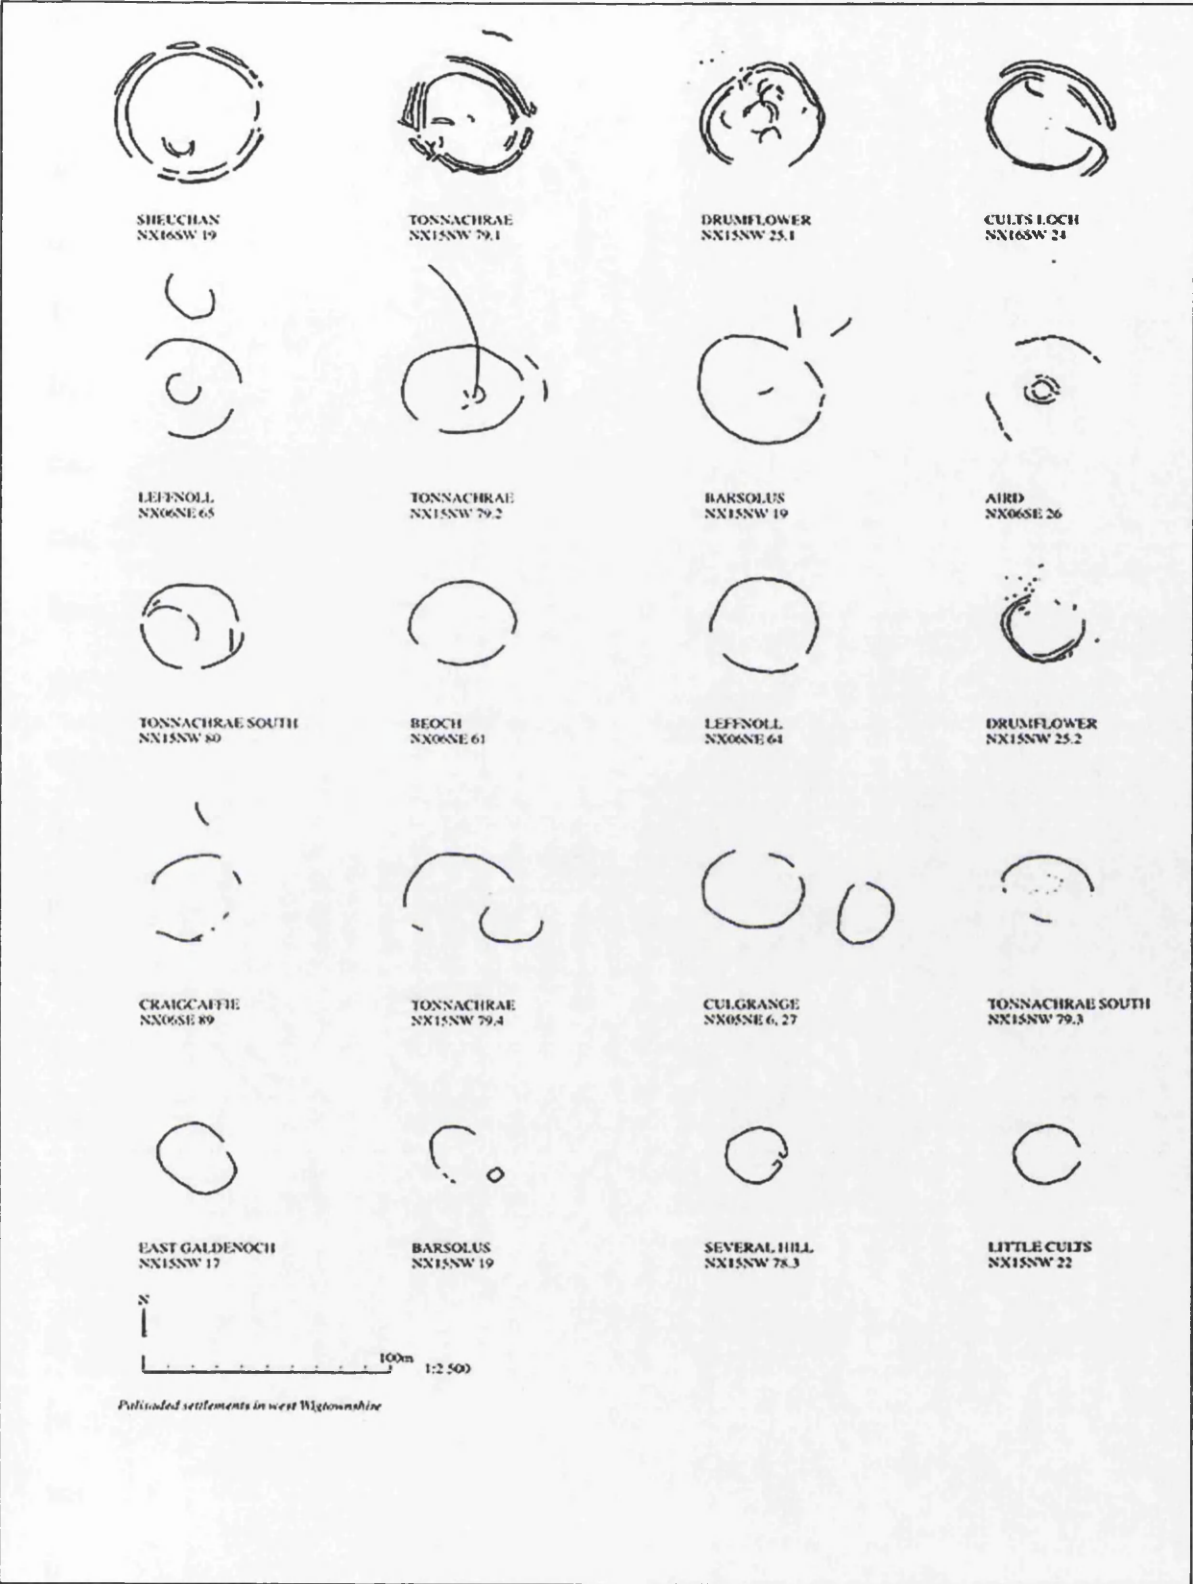 SHEUCHAN
NX16SW 19
TONNACHRAE
NX15NW 79.1
DRUMFLOWER
NX15NW 25.1
CULTS LOCH
NX16SW 24
LEFFNOLL
NX06NE 65
TONNACHRAE
NX15NW 79.2
BARSOLUS
NX15NW 19
AIRD
NX06SE 26
TONNACHRAE SOUTH
NX15NW 80
BEOCH
NX06NE 61
LEFFNOLL
NX06NE 64
DRUMFLOWER
NX15NW 25.2
CRAIGCAFFIE
NX06SE 89
TONNACHRAE
NX15NW 79.4
CULGRANGE
NX05NE 6, 27
TONNACHRAE SOUTH
NX15NW 79.3
EAST GALDENOCH
NX15NW 17
BARSOLUS
NX15NW 19
SEVERAL HILL
NX15NW 78.3
LITTLE CULTS
NX15NW 22
N
100m
1:2 500
Palisaded settlements in west Wigtownshire